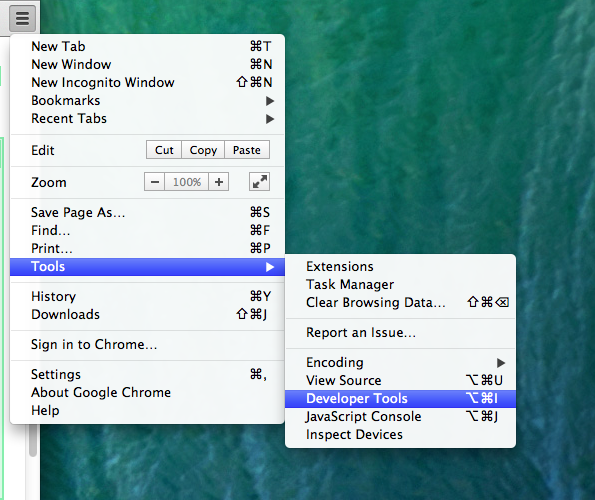 New Tab ⌘T
New Window ⌘N
New Incognito Window ⇧⌘N
Bookmarks ▶
Recent Tabs ▶
Edit Cut Copy Paste
Zoom − 100% +
Save Page As... ⌘S
Find... ⌘F
Print... ⌘P
Tools ▶
History ⌘Y
Downloads ⇧⌘J
Sign in to Chrome...
Settings ⌘,
About Google Chrome
Help
Extensions
Task Manager
Clear Browsing Data... ⇧⌘⌫
Report an Issue...
Encoding ▶
View Source ⌥⌘U
Developer Tools ⌥⌘I
JavaScript Console ⌥⌘J
Inspect Devices